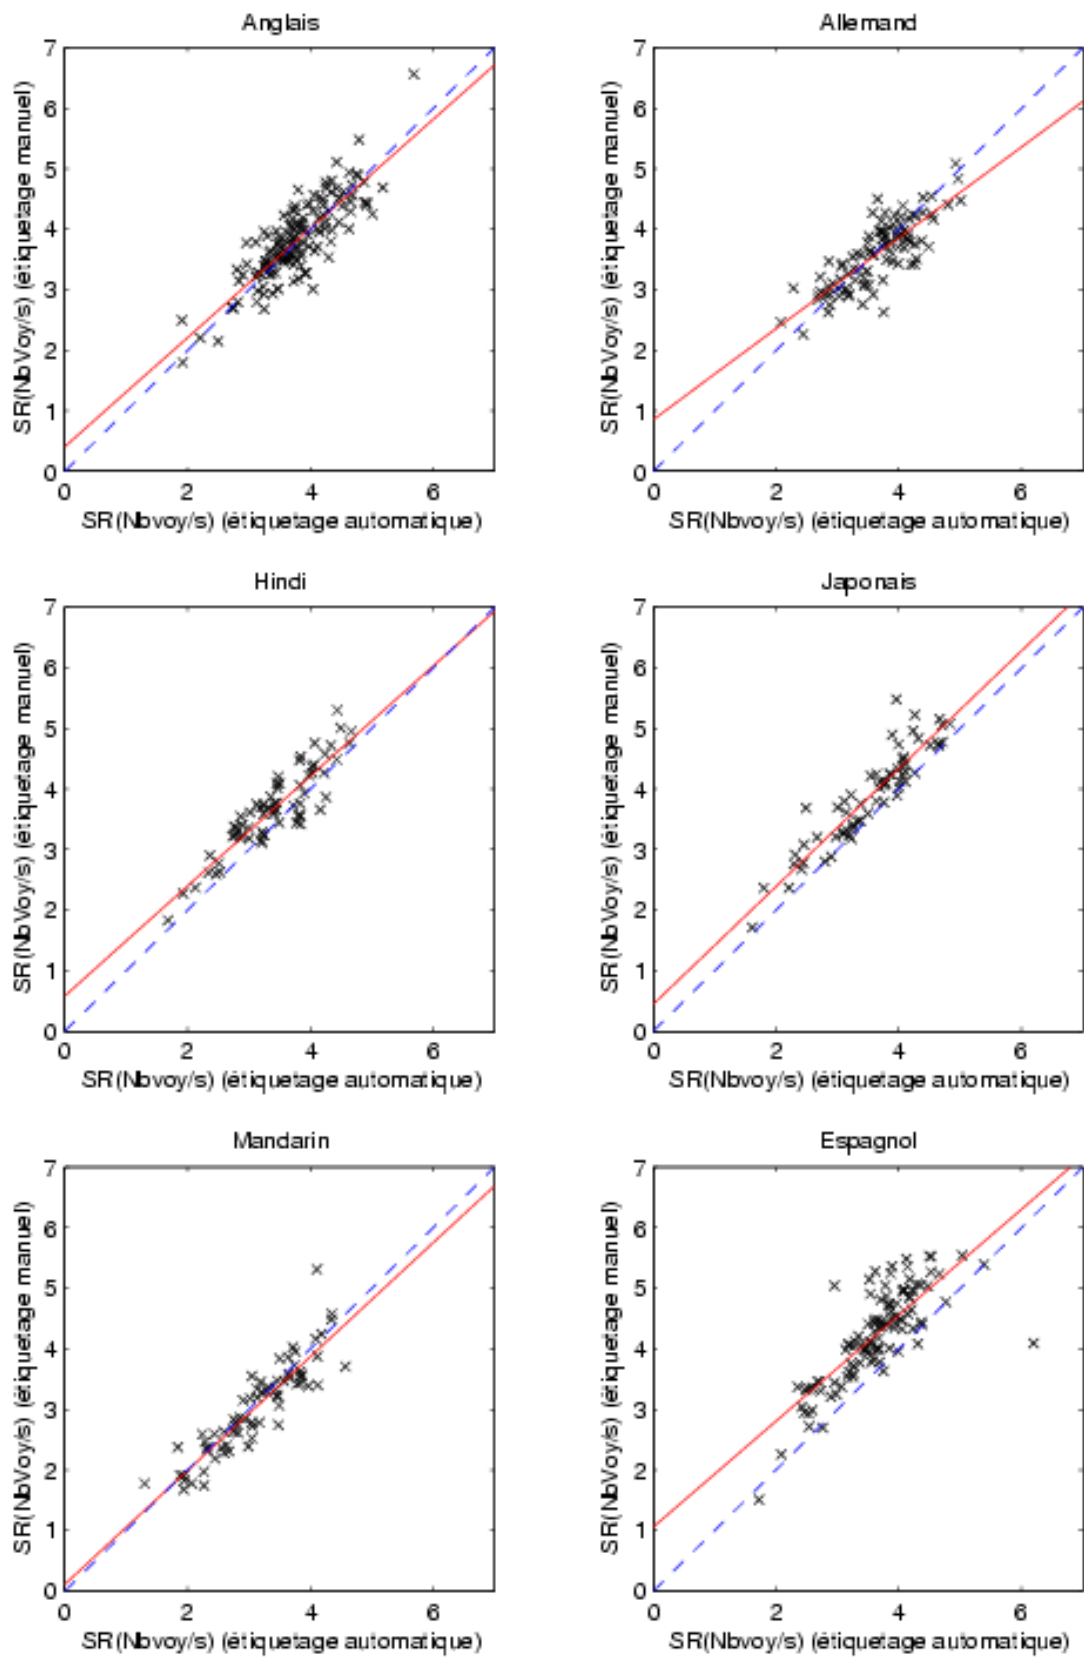 Anglais
Allemand
7
6
5
4
3
2
1
0
SR(NbVoy/s) (étiquetage manuel)
0 2 4 6
SR(Nbvoy/s) (étiquetage automatique)
7
6
5
4
3
2
1
0
SR(NbVoy/s) (étiquetage manuel)
0 2 4 6
SR(Nbvoy/s) (étiquetage automatique)
Hindi
Japonais
7
6
5
4
3
2
1
0
SR(NbVoy/s) (étiquetage manuel)
0 2 4 6
SR(Nbvoy/s) (étiquetage automatique)
7
6
5
4
3
2
1
0
SR(NbVoy/s) (étiquetage manuel)
0 2 4 6
SR(Nbvoy/s) (étiquetage automatique)
Mandarin
Espagnol
7
6
5
4
3
2
1
0
SR(NbVoy/s) (étiquetage manuel)
0 2 4 6
SR(Nbvoy/s) (étiquetage automatique)
7
6
5
4
3
2
1
0
SR(NbVoy/s) (étiquetage manuel)
0 2 4 6
SR(Nbvoy/s) (étiquetage automatique)